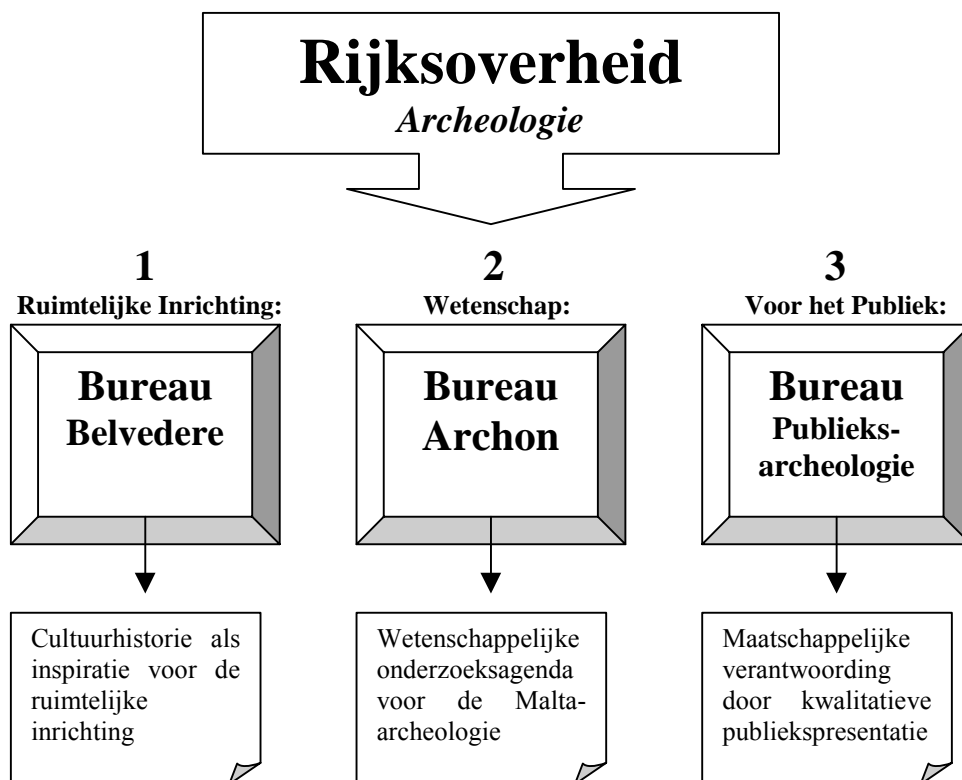 Rijksoverheid
Archeologie
1
Ruimtelijke Inrichting:
Bureau
Belvedere
Cultuurhistorie als
inspiratie voor de
ruimtelijke
inrichting
2
Wetenschap:
Bureau
Archon
Wetenschappelijke
onderzoeksagenda
voor de Malta-
archeologie
3
Voor het Publiek:
Bureau
Publieks-
archeologie
Maatschappelijke
verantwoording
door kwalitatieve
publiekspresentatie